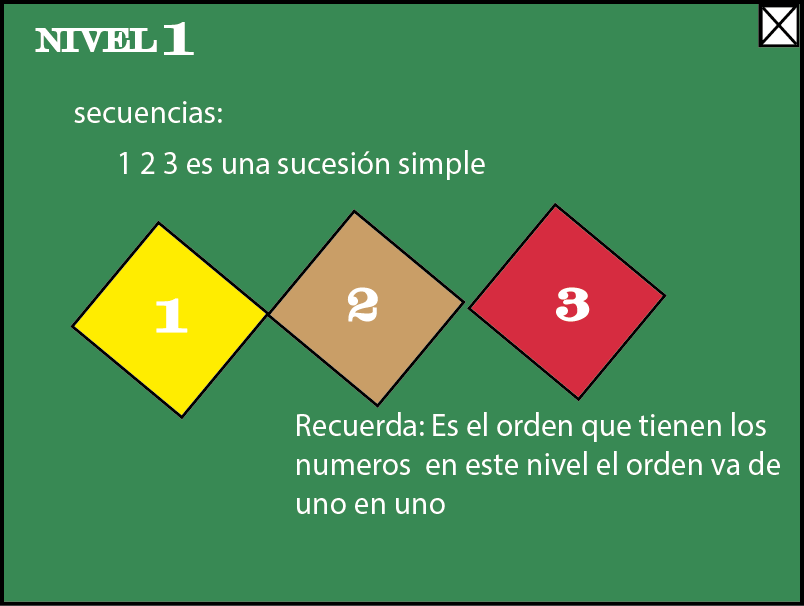 NIVEL 1
secuencias:
1 2 3 es una sucesión simple
1 2 3
Recuerda: Es el orden que tienen los
numeros en este nivel el orden va de
uno en uno